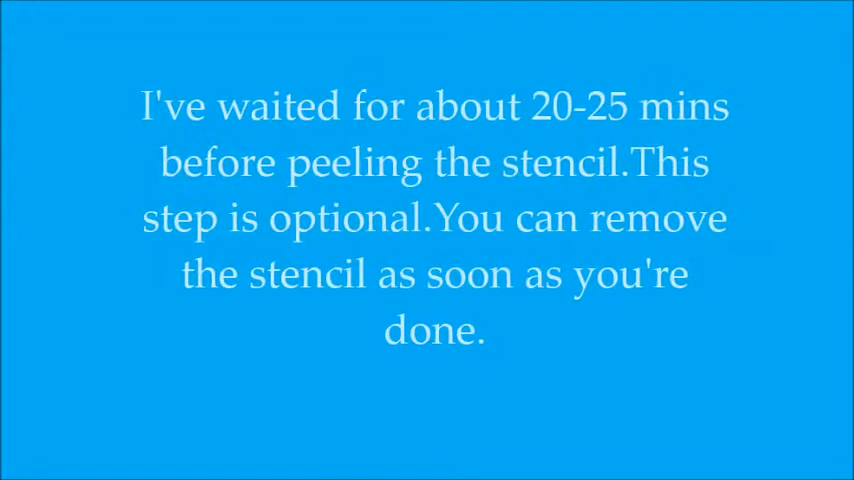 I've waited for about 20-25 mins
before peeling the stencil.This
step is optional.You can remove
the stencil as soon as you're
done.